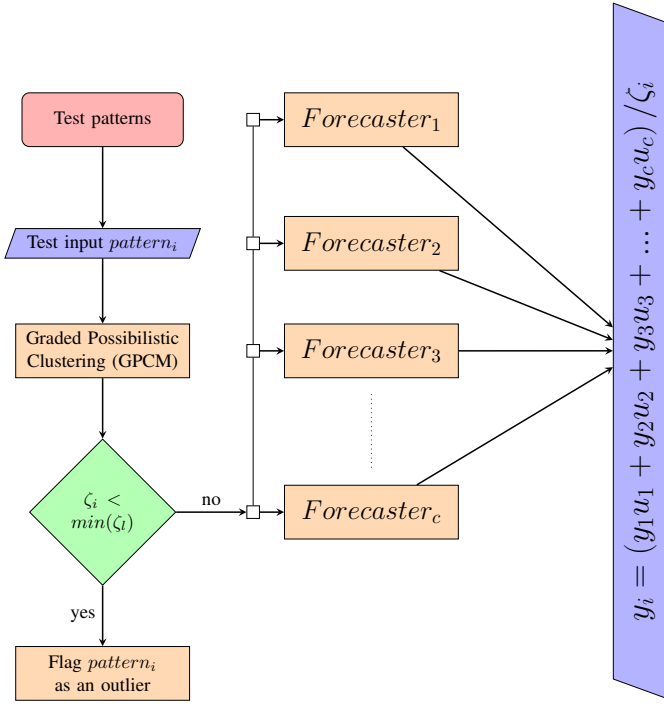 Test patterns
Test input pattern_i
Graded Possibilistic
Clustering (GPCM)
ζ_i <
min(ζ_l)
no
yes
Flag pattern_i
as an outlier
Forecaster_1
Forecaster_2
Forecaster_3
Forecaster_c
y_i = (y_1u_1 + y_2u_2 + y_3u_3 + ... + y_cu_c) / ζ_i